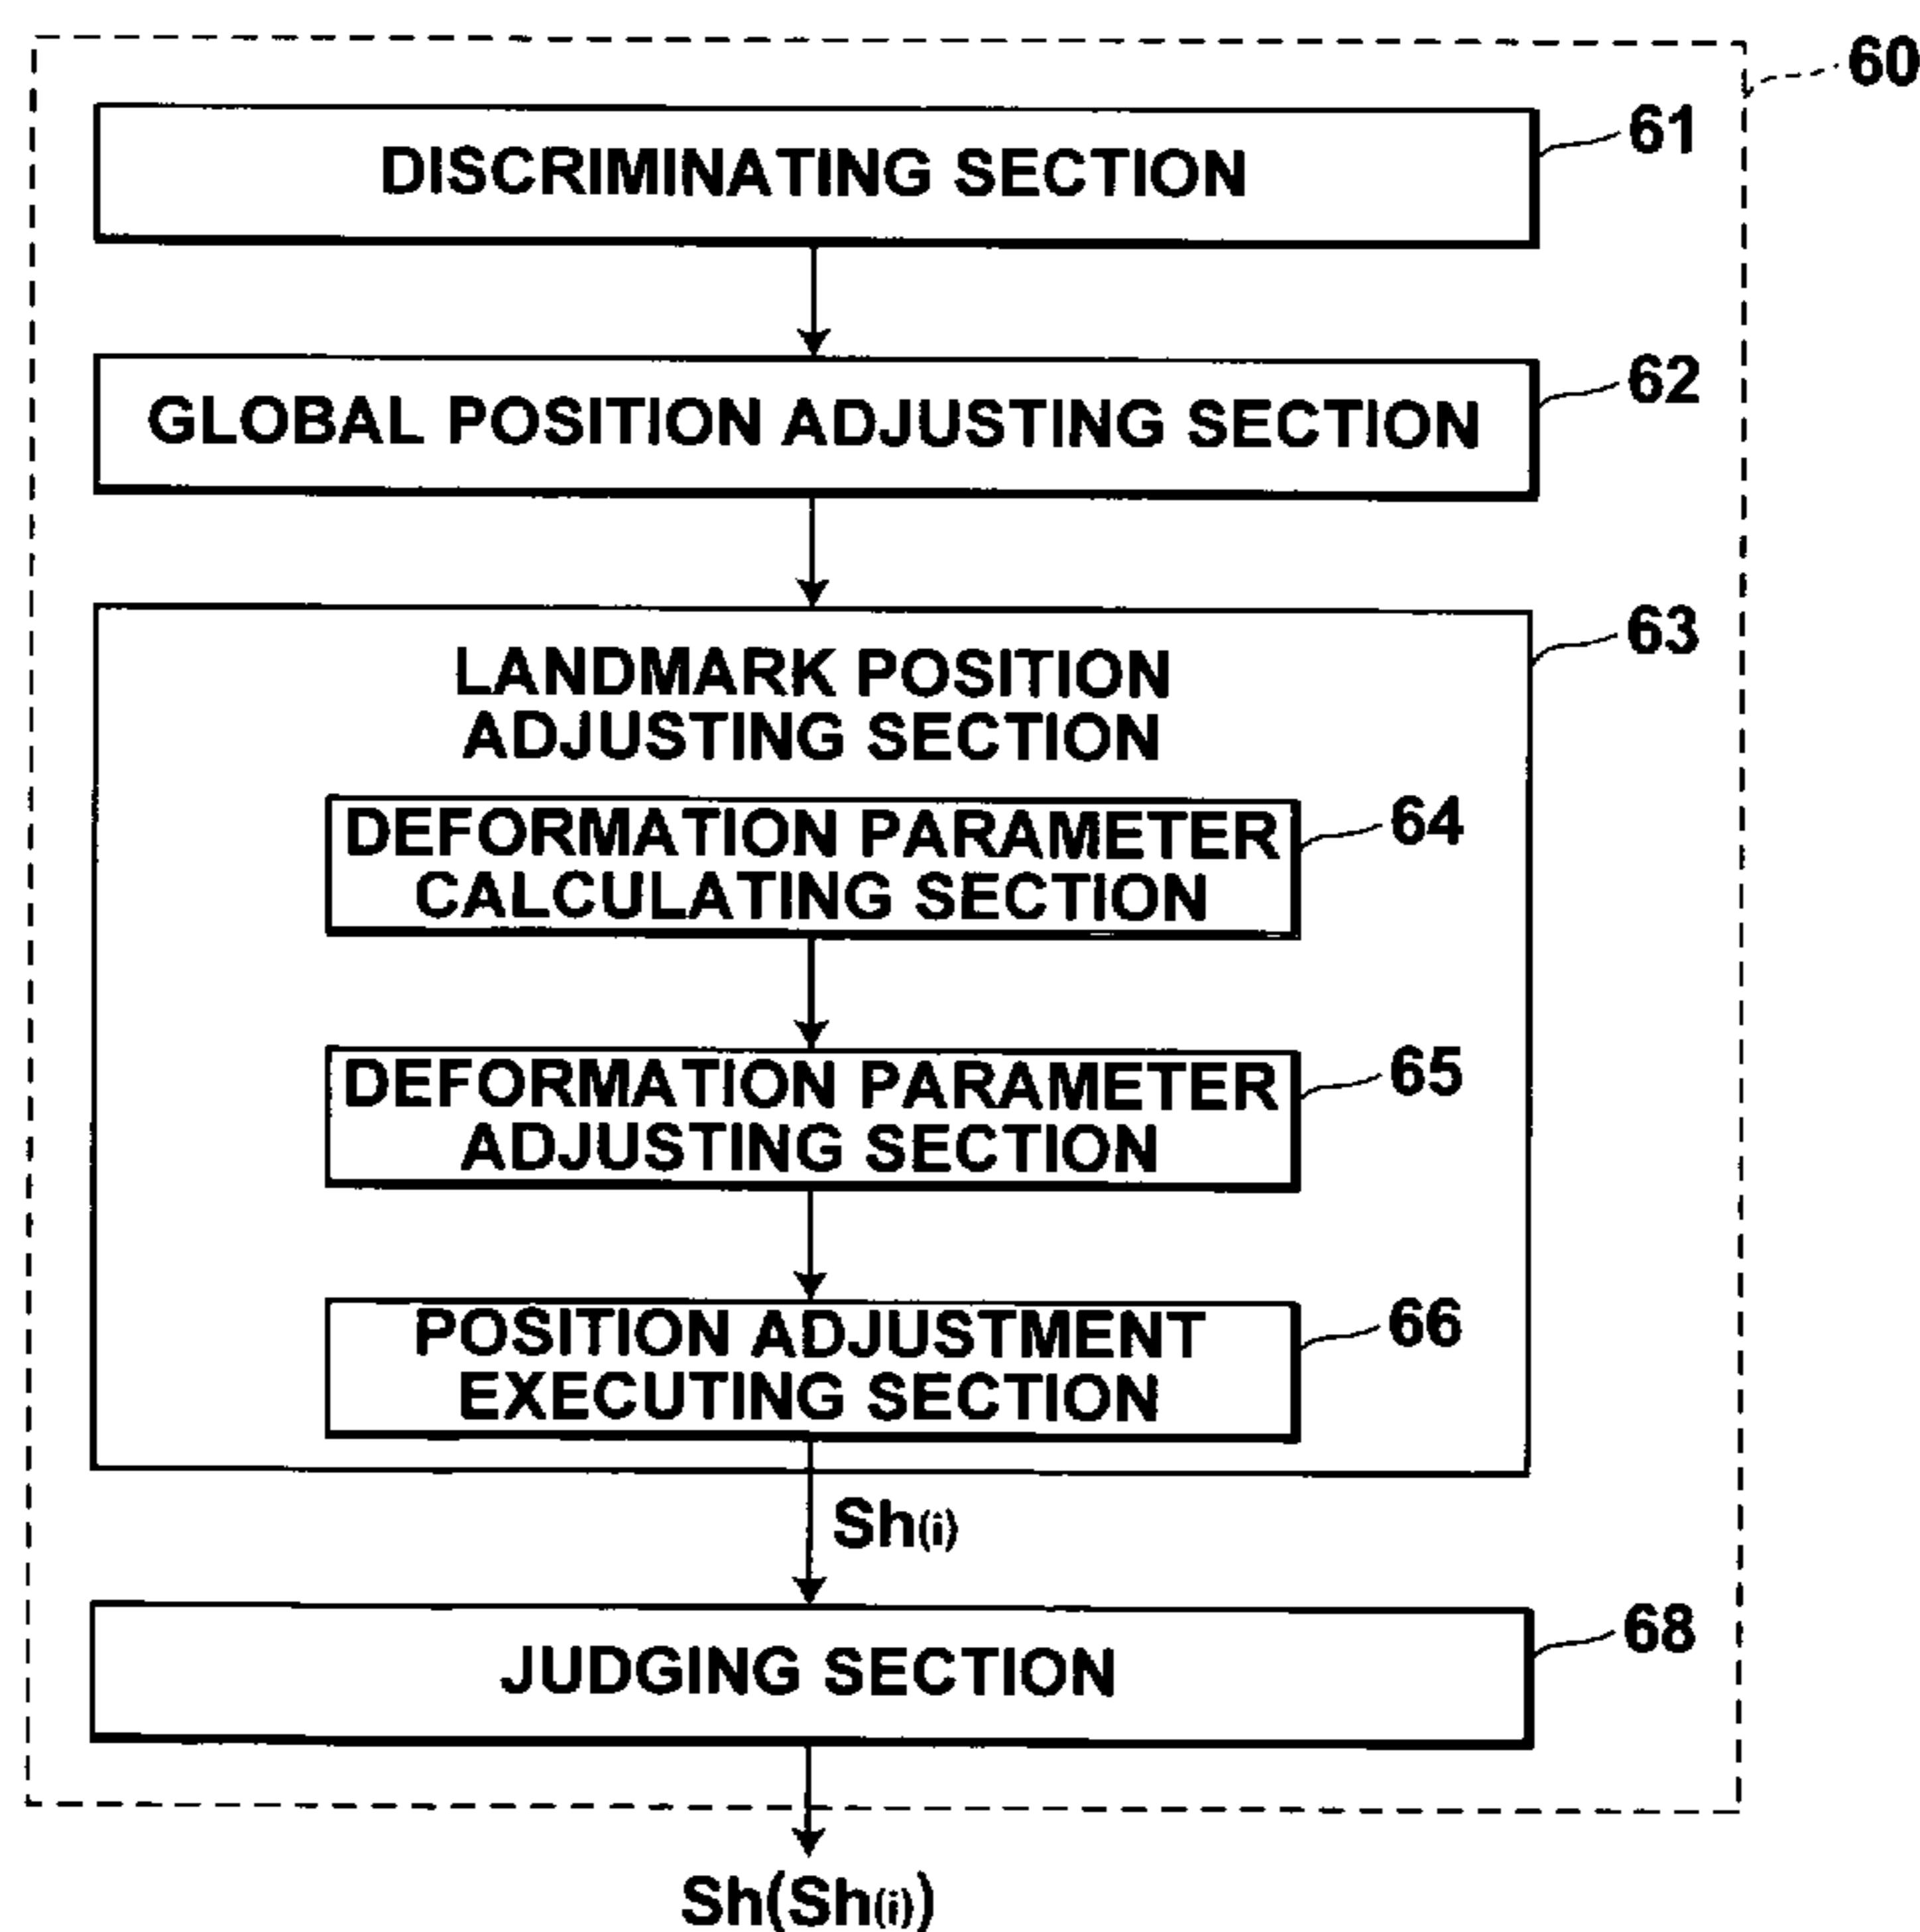 60
DISCRIMINATING SECTION
61
GLOBAL POSITION ADJUSTING SECTION
62
LANDMARK POSITION
ADJUSTING SECTION
63
DEFORMATION PARAMETER
CALCULATING SECTION
64
DEFORMATION PARAMETER
ADJUSTING SECTION
65
POSITION ADJUSTMENT
EXECUTING SECTION
66
Sh(i)
JUDGING SECTION
68
Sh(Sh(i))